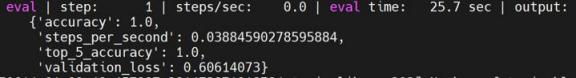 eval | step: 1 | steps/sec: 0.0 | eval time: 25.7 sec | output:
{'accuracy': 1.0,
'steps_per_second': 0.03884590278595884,
'top_5_accuracy': 1.0,
'validation_loss': 0.60614073}